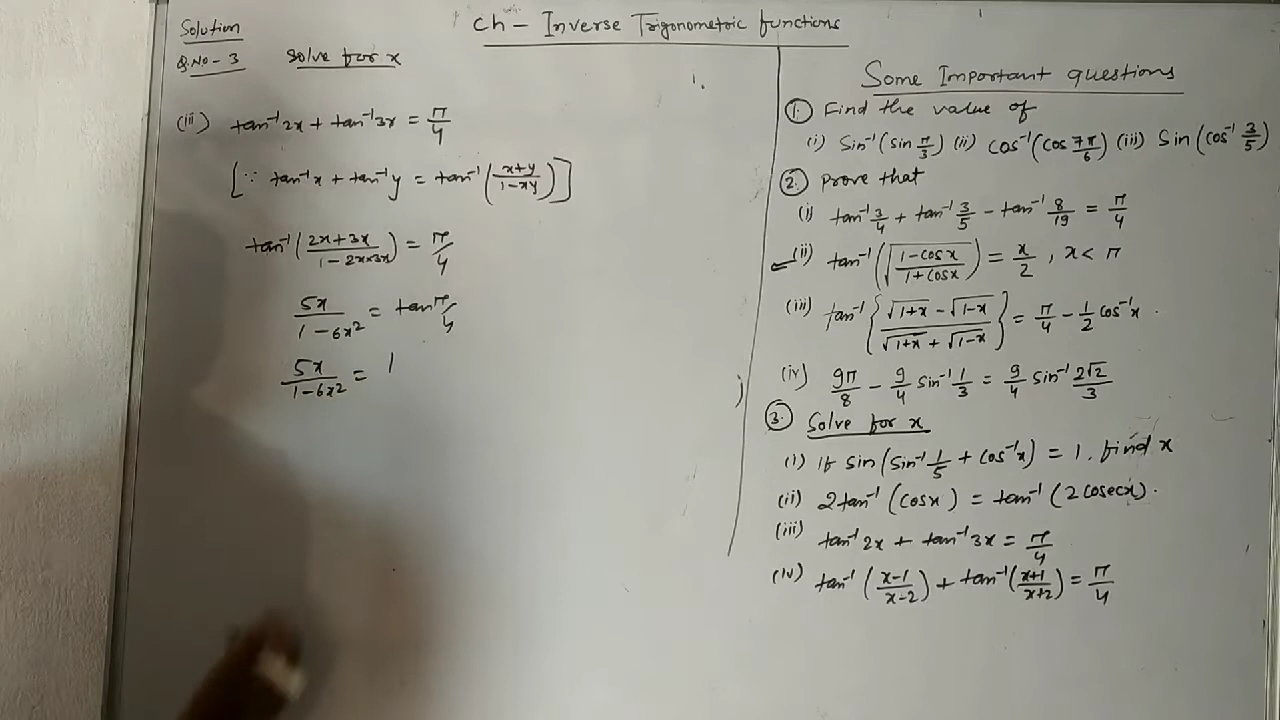 Ch - Inverse Trigonometric functions
Solution
Q.NO - 3 Solve for x
(iii) tan⁻¹2x + tan⁻¹3x = π/4
[∵ tan⁻¹x + tan⁻¹y = tan⁻¹(x+y/1-xy)]
tan⁻¹(2x+3x/1-2x×3x) = π/4
5x/1-6x² = tanπ/4
5x/1-6x² = 1
Some Important questions
1. Find the value of
(i) Sin⁻¹(sin π/3) (ii) cos⁻¹(cos 7π/6) (iii) Sin(cos⁻¹ 3/5)
2. Prove that
(i) tan⁻¹ 3/4 + tan⁻¹ 3/5 - tan⁻¹ 8/19 = π/4
(ii) tan⁻¹(√(1-cosx/1+cosx)) = x/2, x < π
(iii) tan⁻¹{√1+x - √1-x/√1+x + √1-x} = π/4 - 1/2 cos⁻¹x
(iv) 9π/8 - 9/4 sin⁻¹ 1/3 = 9/4 sin⁻¹ 2√2/3
3. Solve for x
(i) If sin(sin⁻¹ 1/5 + cos⁻¹x) = 1, find x
(ii) 2tan⁻¹(cosx) = tan⁻¹(2cosecx).
(iii) tan⁻¹2x + tan⁻¹3x = π/4
(iv) tan⁻¹(x-1/x-2) + tan⁻¹(x+1/x+2) = π/4